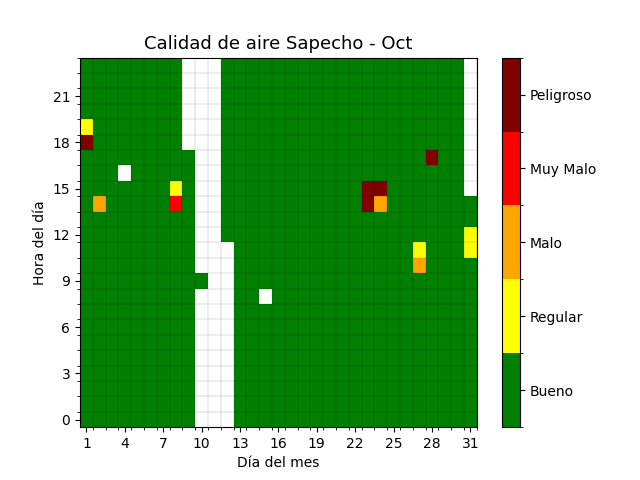 Calidad de aire Sapecho - Oct
21
18
15
12
9
6
3
0
Hora del día
1 4 7 10 13 16 19 22 25 28 31
Día del mes
Peligroso
Muy Malo
Malo
Regular
Bueno